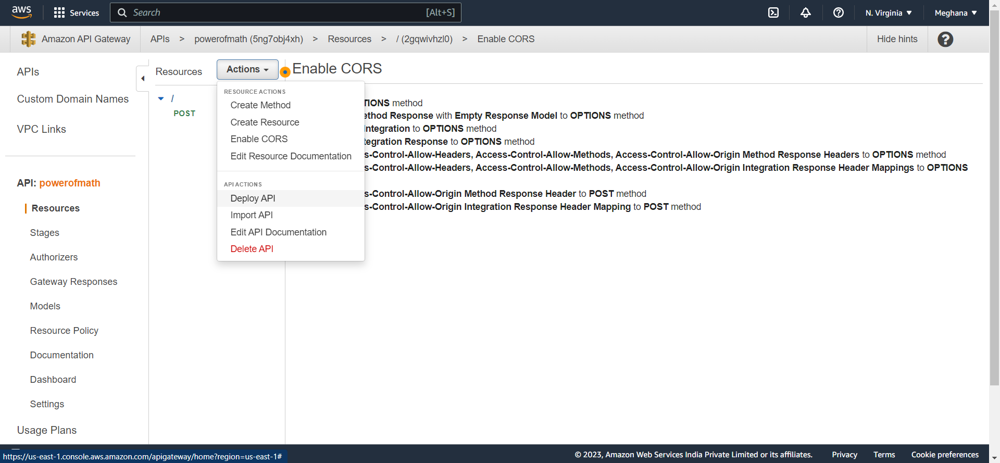 aws
Services
Search
[Alt+S]
N. Virginia
Meghana
Amazon API Gateway
APIs > powerofmath (5ng7obj4xh) > Resources > / (2gqwivhzl0) > Enable CORS
Hide hints
APIs
Custom Domain Names
VPC Links
API: powerofmath
Resources
Stages
Authorizers
Gateway Responses
Models
Resource Policy
Documentation
Dashboard
Settings
Usage Plans
Resources
Actions
/
POST
RESOURCE ACTIONS
Create Method
Create Resource
Enable CORS
Edit Resource Documentation
API ACTIONS
Deploy API
Import API
Edit API Documentation
Delete API
Enable CORS
TIONS method
ethod Response with Empty Response Model to OPTIONS method
Integration to OPTIONS method
tegration Response to OPTIONS method
s-Control-Allow-Headers, Access-Control-Allow-Methods, Access-Control-Allow-Origin Method Response Headers to OPTIONS method
s-Control-Allow-Headers, Access-Control-Allow-Methods, Access-Control-Allow-Origin Integration Response Header Mappings to OPTIONS
s-Control-Allow-Origin Method Response Header to POST method
s-Control-Allow-Origin Integration Response Header Mapping to POST method
https://us-east-1.console.aws.amazon.com/apigateway/home?region=us-east-1#
© 2023, Amazon Web Services India Private Limited or its affiliates.
Privacy
Terms
Cookie preferences